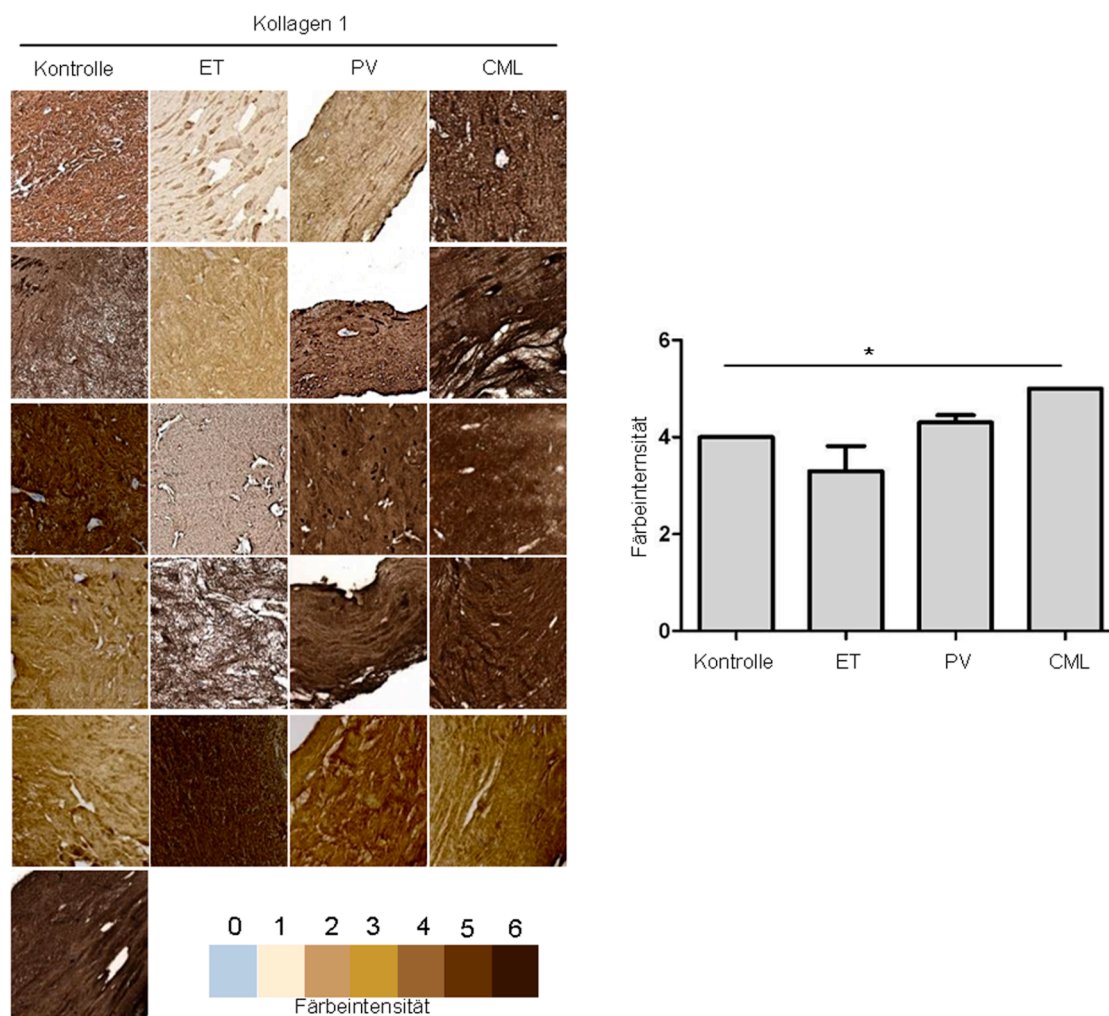 Kollagen 1
Kontrolle ET PV CML
0 1 2 3 4 5 6
Färbeintensität
6
4
2
0
*
Färbeinternsität
Kontrolle ET PV CML